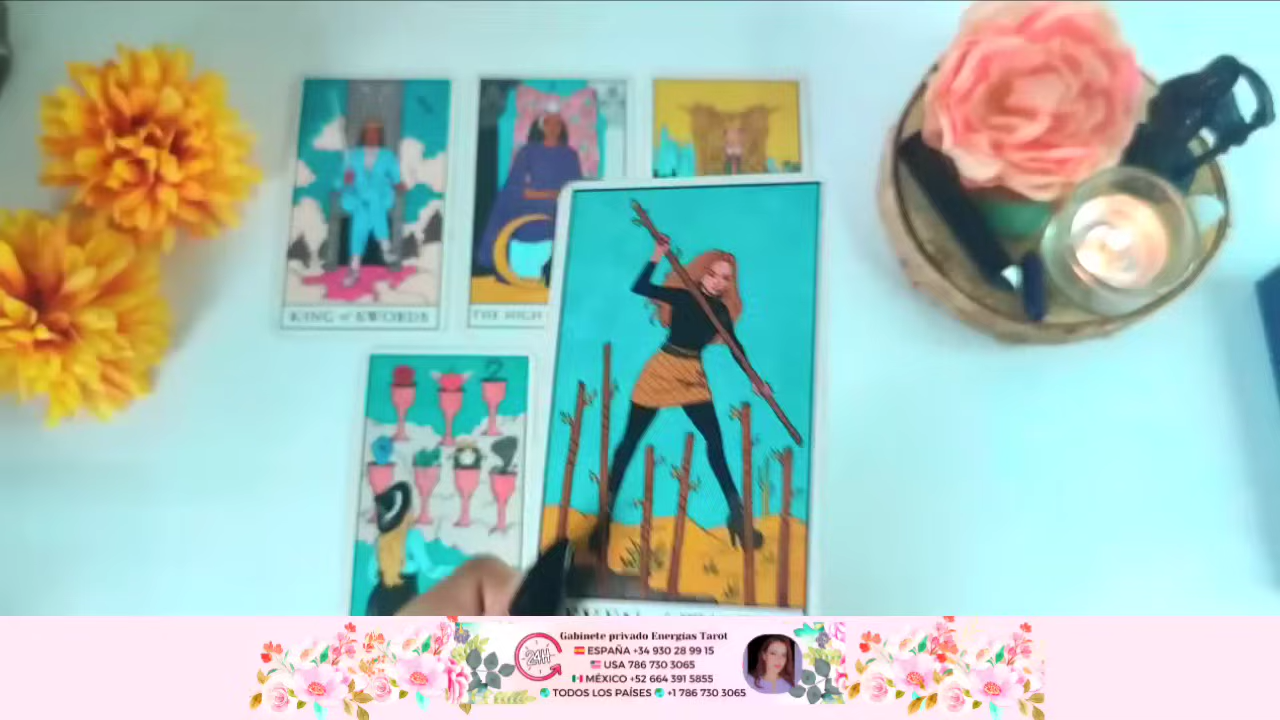 KING of SWORDS
THE HIGH
Gabinete privado Energías Tarot
24H
ESPAÑA +34 930 28 99 15
USA 786 730 3065
MÉXICO +52 664 391 5855
TODOS LOS PAÍSES +1 786 730 3065